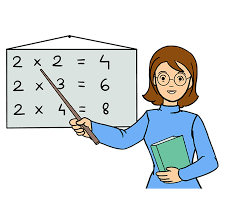 2 x 2 = 4
2 x 3 = 6
2 x 4 = 8